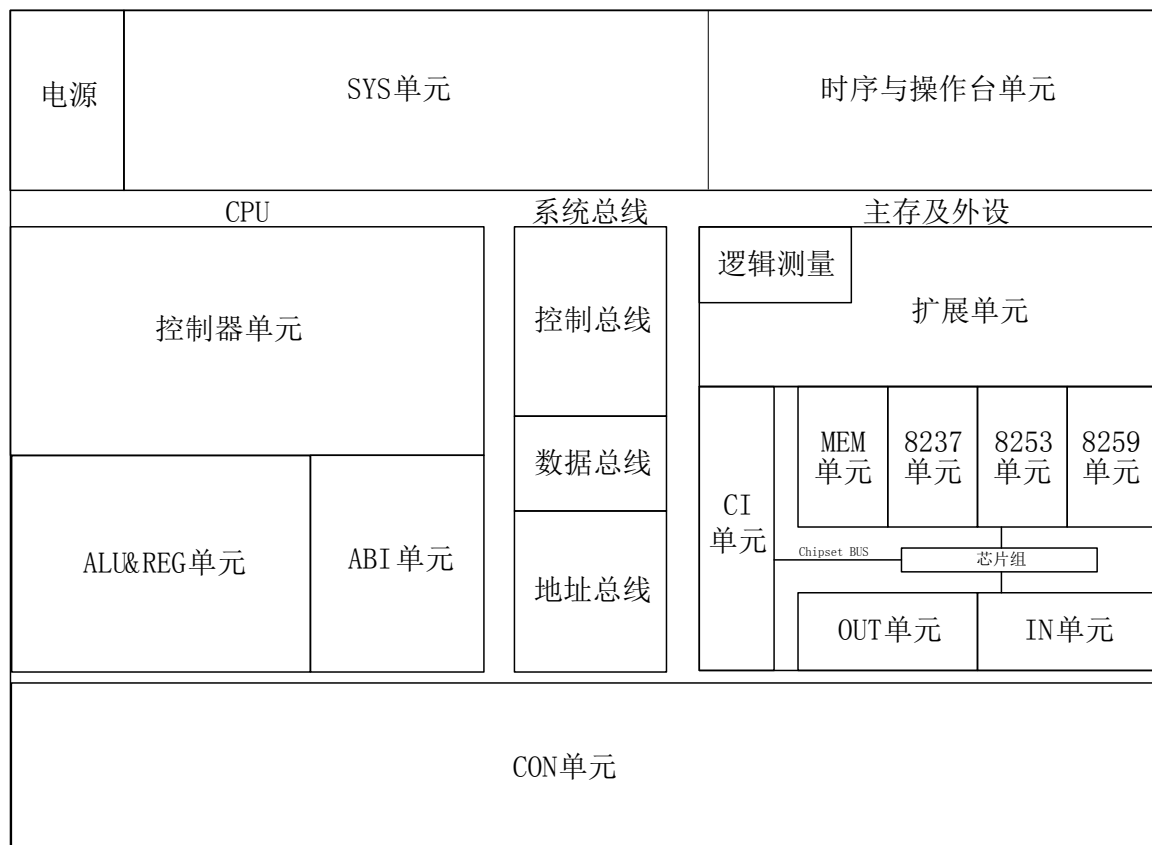 电源
SYS单元
时序与操作台单元
CPU
系统总线
主存及外设
控制器单元
控制总线
逻辑测量
扩展单元
数据总线
MEM
单元
8237
单元
8253
单元
8259
单元
CI
单元
ALU&REG单元
ABI单元
地址总线
Chipset BUS
芯片组
OUT单元
IN单元
CON单元